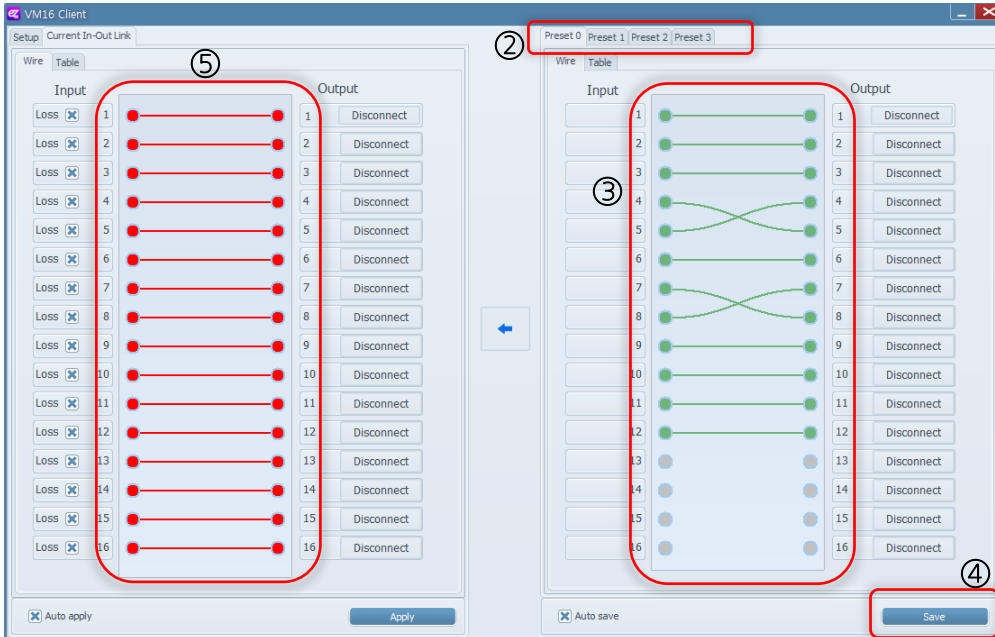 ez VM16 Client
Setup Current In-Out Link
② Preset 0 Preset 1 Preset 2 Preset 3
Wire Table
⑤
Wire Table
Input Output
Input Output
Loss 1 1 Disconnect 1 1 Disconnect
Loss 2 2 Disconnect 2 2 Disconnect
Loss 3 3 Disconnect 3 3 Disconnect
③
Loss 4 4 Disconnect 4 4 Disconnect
Loss 5 5 Disconnect 5 5 Disconnect
Loss 6 6 Disconnect 6 6 Disconnect
Loss 7 7 Disconnect 7 7 Disconnect
Loss 8 8 Disconnect 8 8 Disconnect
Loss 9 9 Disconnect 9 9 Disconnect
Loss 10 10 Disconnect 10 10 Disconnect
Loss 11 11 Disconnect 11 11 Disconnect
Loss 12 12 Disconnect 12 12 Disconnect
Loss 13 13 Disconnect 13 13 Disconnect
Loss 14 14 Disconnect 14 14 Disconnect
Loss 15 15 Disconnect 15 15 Disconnect
Loss 16 16 Disconnect 16 16 Disconnect
④
Auto apply Apply
Auto save Save